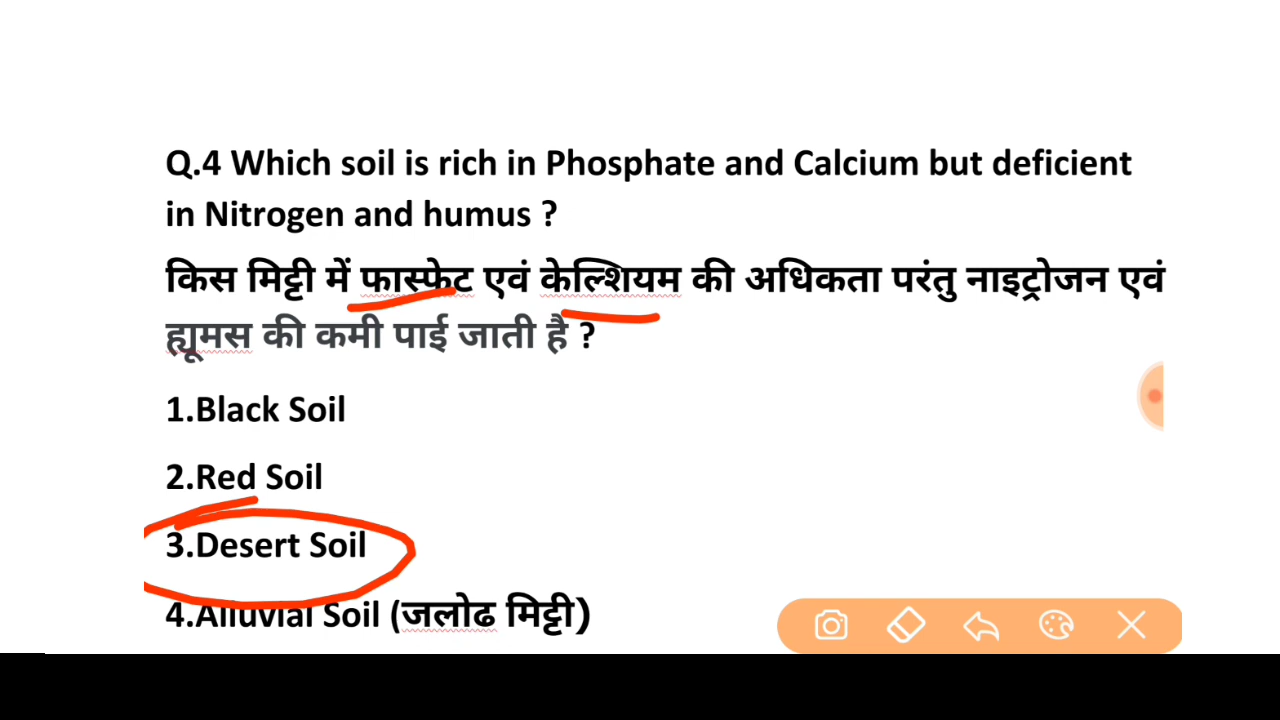 Q.4 Which soil is rich in Phosphate and Calcium but deficient
in Nitrogen and humus ?
किस मिट्टी में फास्फेट एवं केल्शियम की अधिकता परंतु नाइट्रोजन एवं
ह्यूमस की कमी पाई जाती है ?
1.Black Soil
2.Red Soil
3.Desert Soil
4.Alluvial Soil (जलोढ मिट्टी)